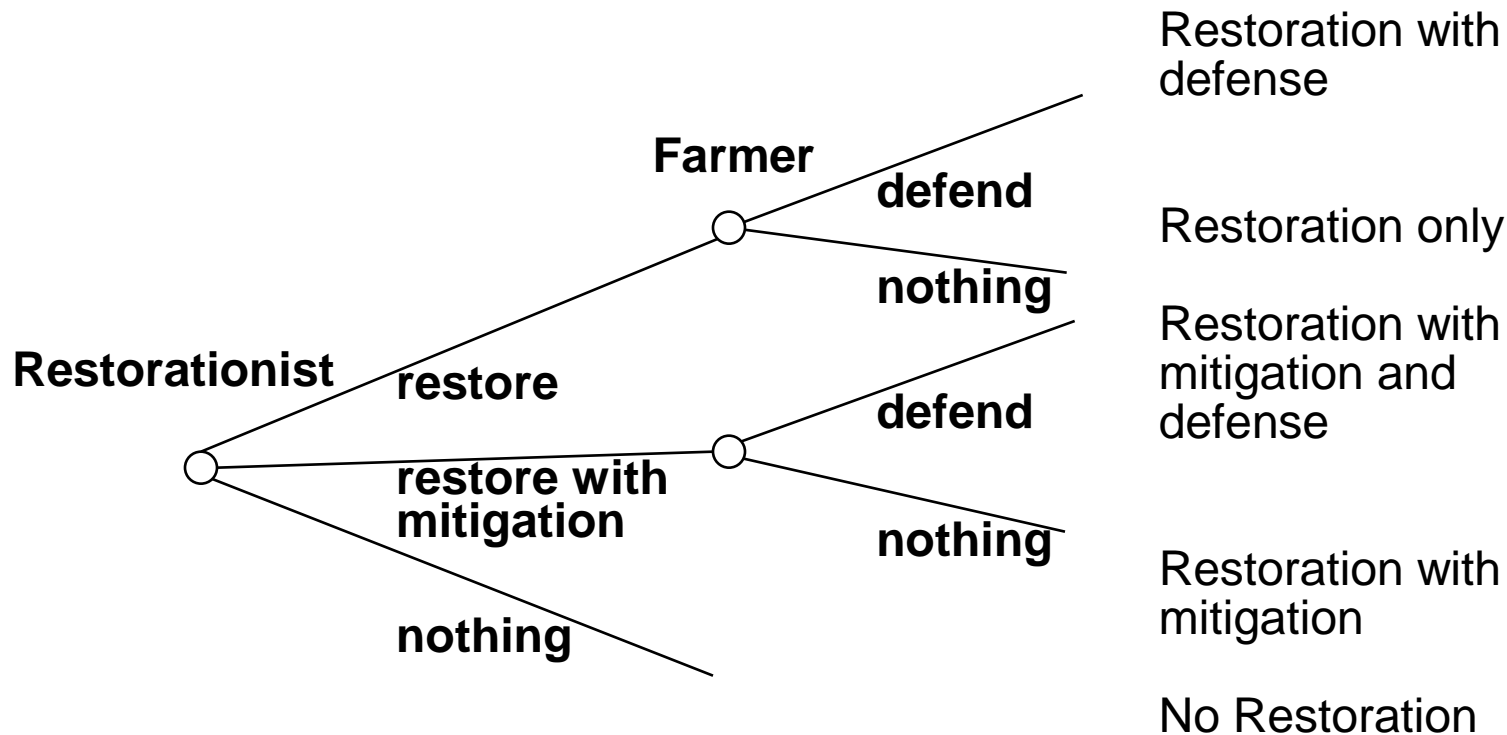 Restoration with
defense
Farmer
defend
Restoration only
nothing
Restoration with
mitigation and
defense
Restorationist
restore
defend
restore with
mitigation
nothing
Restoration with
mitigation
nothing
No Restoration